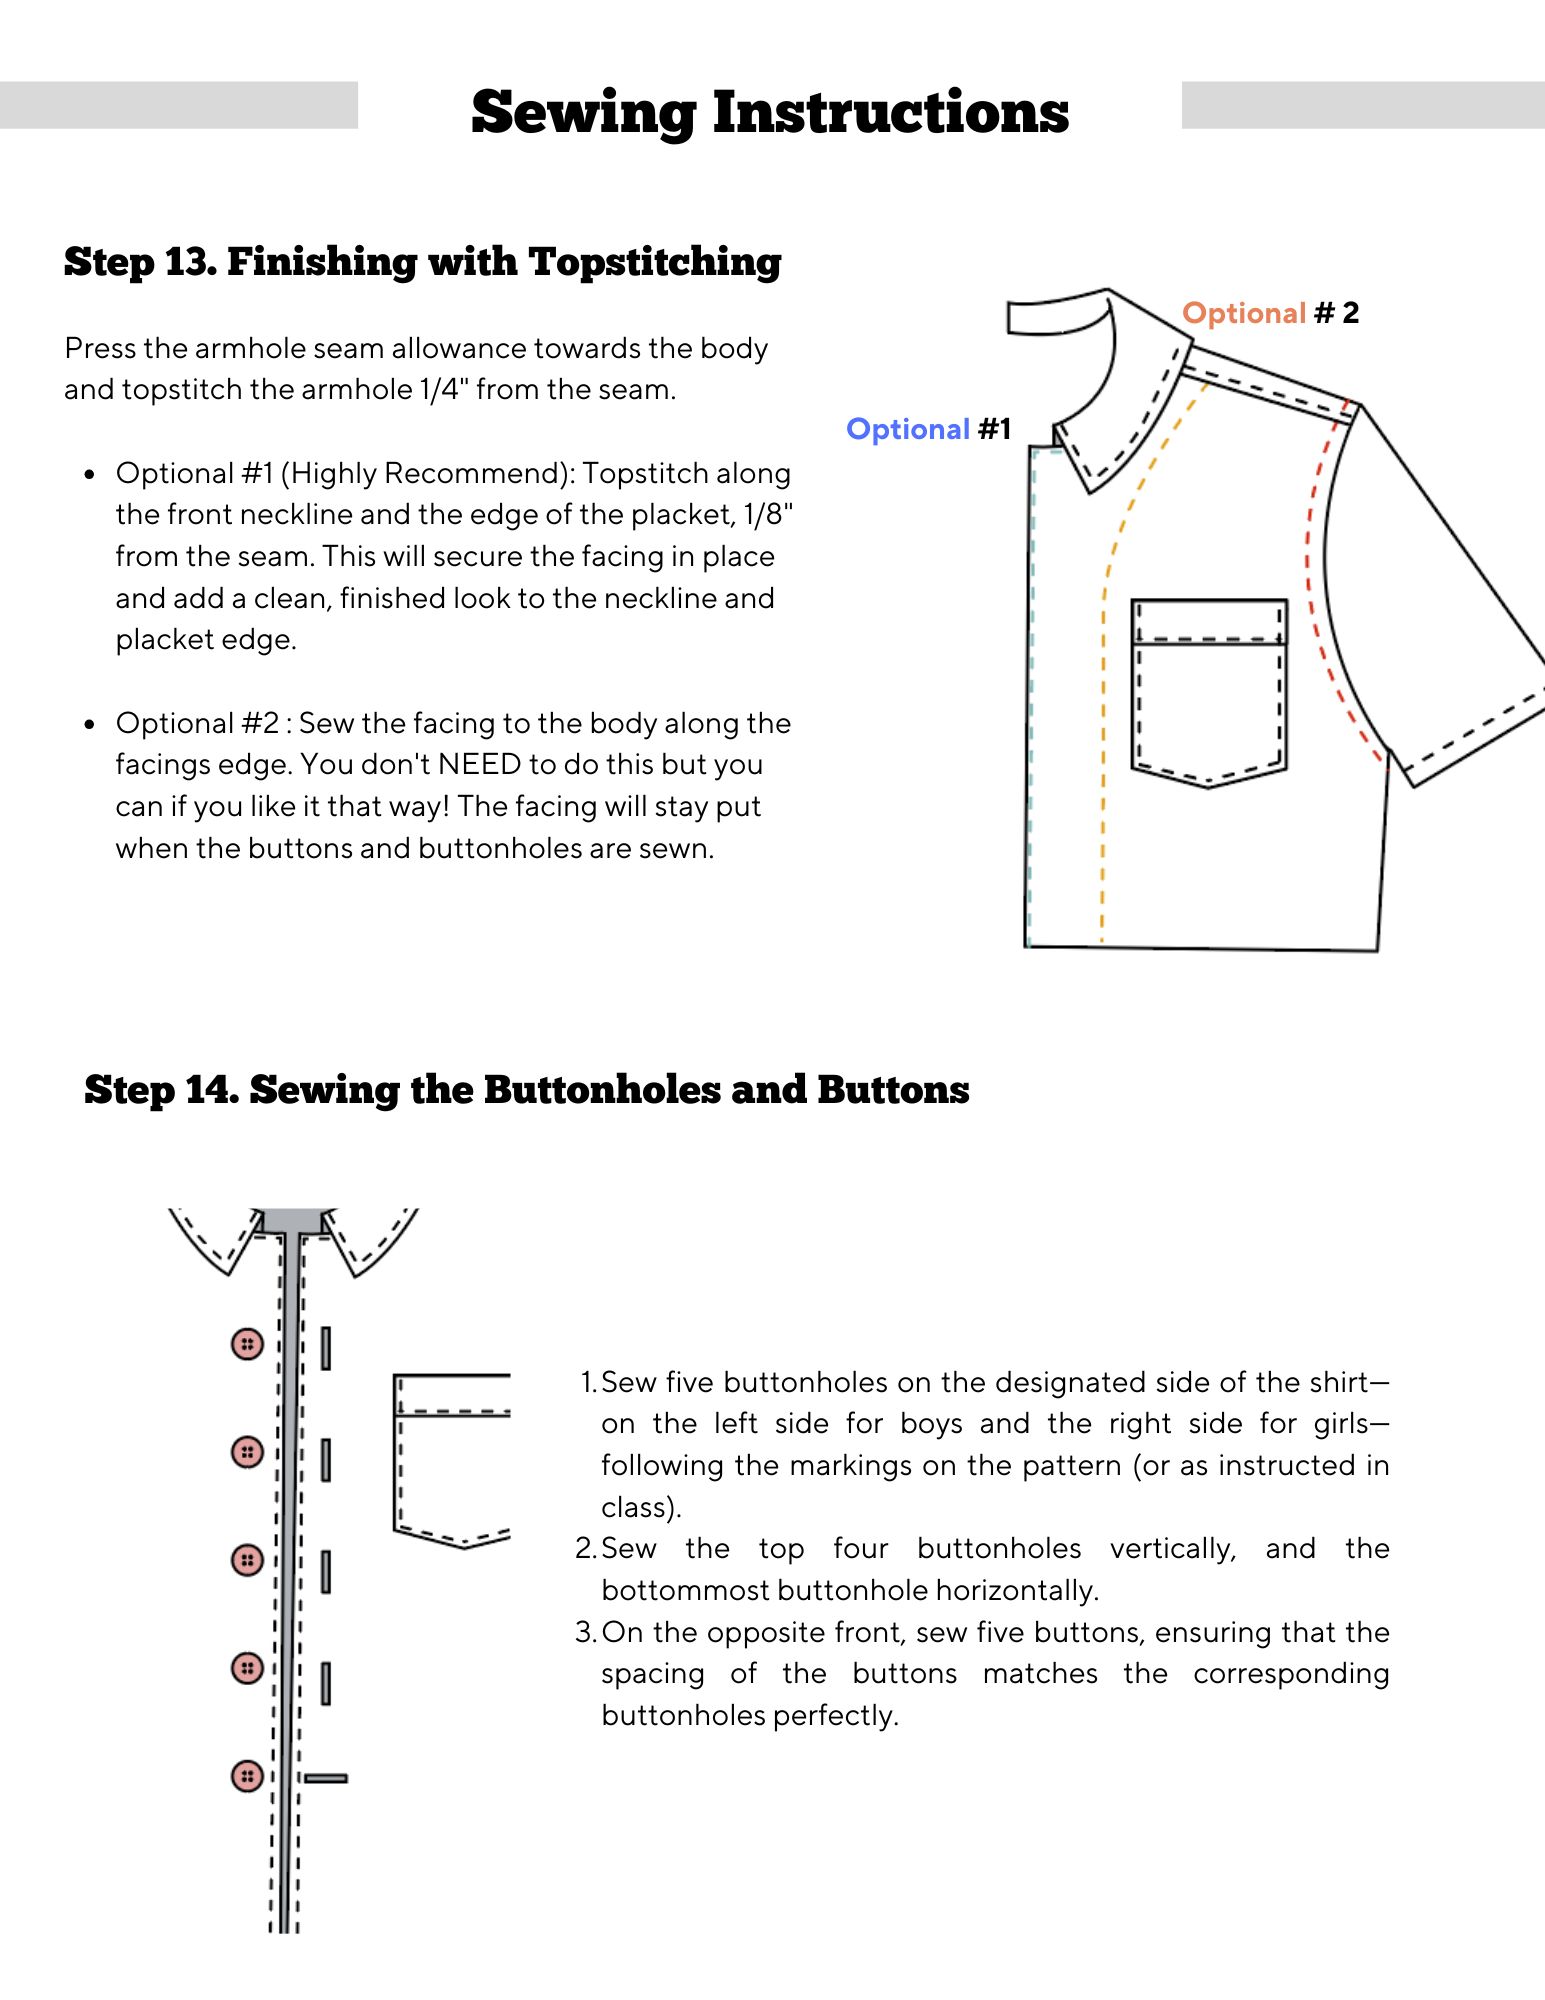 Sewing Instructions
Step 13. Finishing with Topstitching
Press the armhole seam allowance towards the body
and topstitch the armhole 1/4" from the seam.
• Optional #1 (Highly Recommend): Topstitch along
the front neckline and the edge of the placket, 1/8"
from the seam. This will secure the facing in place
and add a clean, finished look to the neckline and
placket edge.
• Optional #2 : Sew the facing to the body along the
facings edge. You don't NEED to do this but you
can if you like it that way! The facing will stay put
when the buttons and buttonholes are sewn.
Optional # 2
Optional #1
Step 14. Sewing the Buttonholes and Buttons
1. Sew five buttonholes on the designated side of the shirt—
on the left side for boys and the right side for girls—
following the markings on the pattern (or as instructed in
class).
2. Sew the top four buttonholes vertically, and the
bottommost buttonhole horizontally.
3. On the opposite front, sew five buttons, ensuring that the
spacing of the buttons matches the corresponding
buttonholes perfectly.